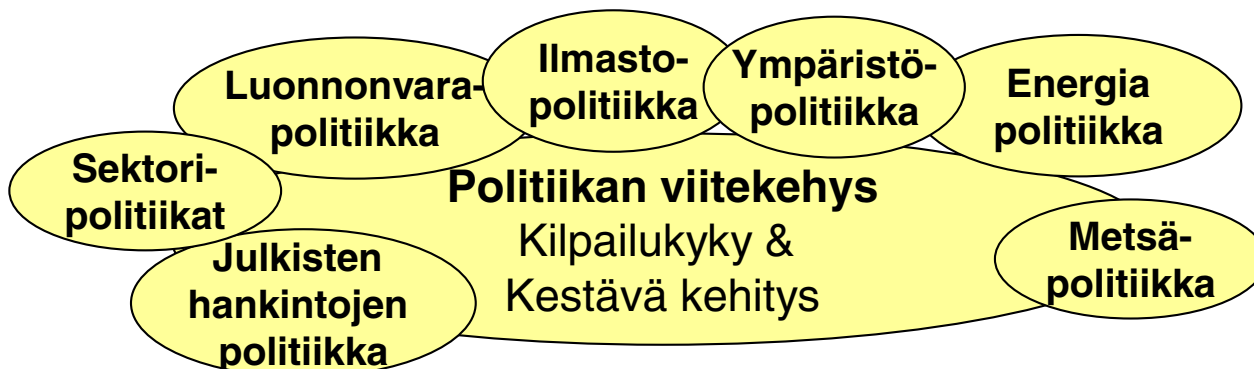 Ilmasto-
politiikka
Ympäristö-
politiikka
Luonnonvara-
politiikka
Energia
politiikka
Sektori-
politiikat
Politiikan viitekehys
Kilpailukyky &
Kestävä kehitys
Metsä-
politiikka
Julkisten
hankintojen
politiikka